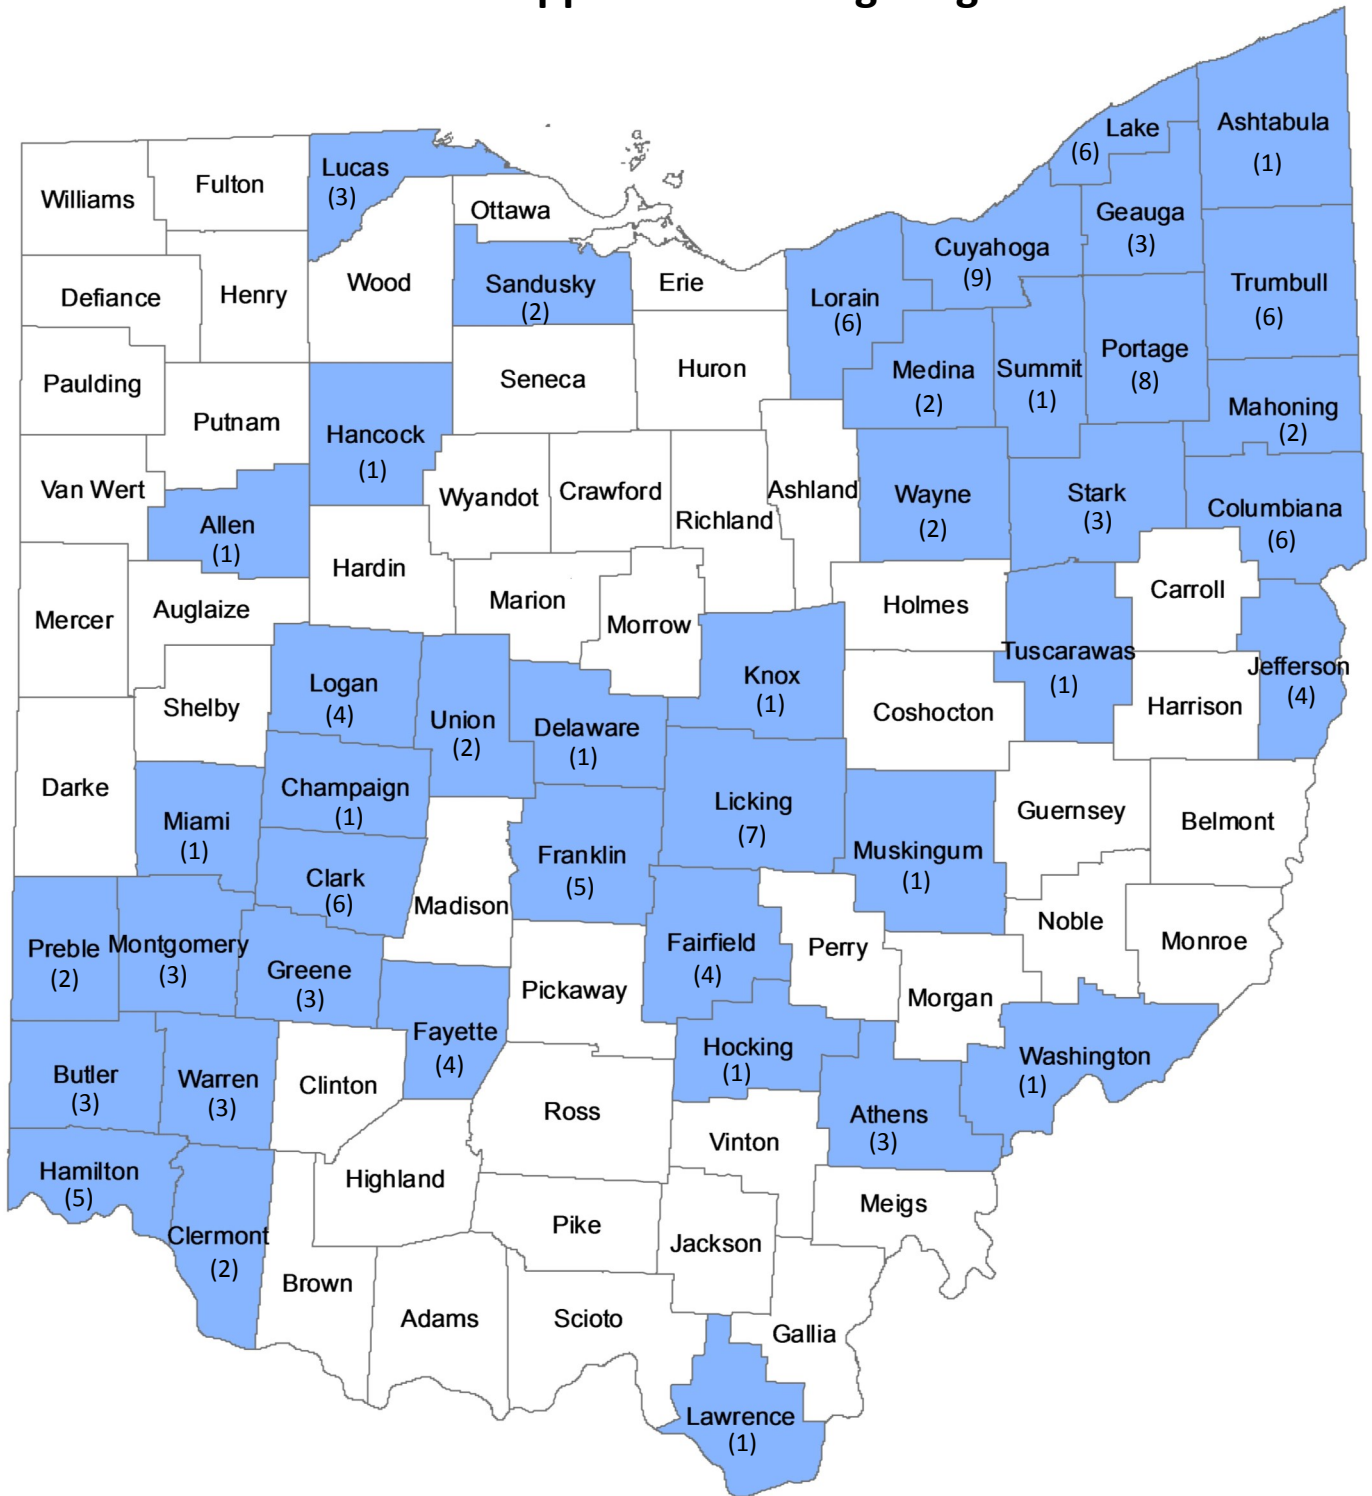 Lake
(6)
Ashtabula
(1)
Lucas
(3)
Fulton
Williams
Ottawa
Geauga
(3)
Cuyahoga
(9)
Trumbull
(6)
Defiance
Henry
Wood
Sandusky
(2)
Erie
Lorain
(6)
Portage
(8)
Medina
(2)
Summit
(1)
Huron
Seneca
Paulding
Mahoning
(2)
Putnam
Hancock
(1)
Van Wert
Wyandot
Crawford
Richland
Ashland
Wayne
(2)
Stark
(3)
Columbiana
(6)
Allen
(1)
Hardin
Marion
Morrow
Holmes
Carroll
Mercer
Auglaize
Tuscarawas
(1)
Jefferson
(4)
Shelby
Logan
(4)
Union
(2)
Delaware
(1)
Knox
(1)
Coshocton
Harrison
Darke
Champaign
(1)
Licking
(7)
Guernsey
Belmont
Miami
(1)
Franklin
(5)
Muskingum
(1)
Clark
(6)
Madison
Noble
Monroe
Preble
(2)
Montgomery
(3)
Greene
(3)
Fairfield
(4)
Perry
Pickaway
Morgan
Fayette
(4)
Hocking
(1)
Washington
(1)
Butler
(3)
Warren
(3)
Clinton
Ross
Athens
(3)
Vinton
Hamilton
(5)
Highland
Meigs
Clermont
(2)
Pike
Jackson
Brown
Adams
Scioto
Gallia
Lawrence
(1)